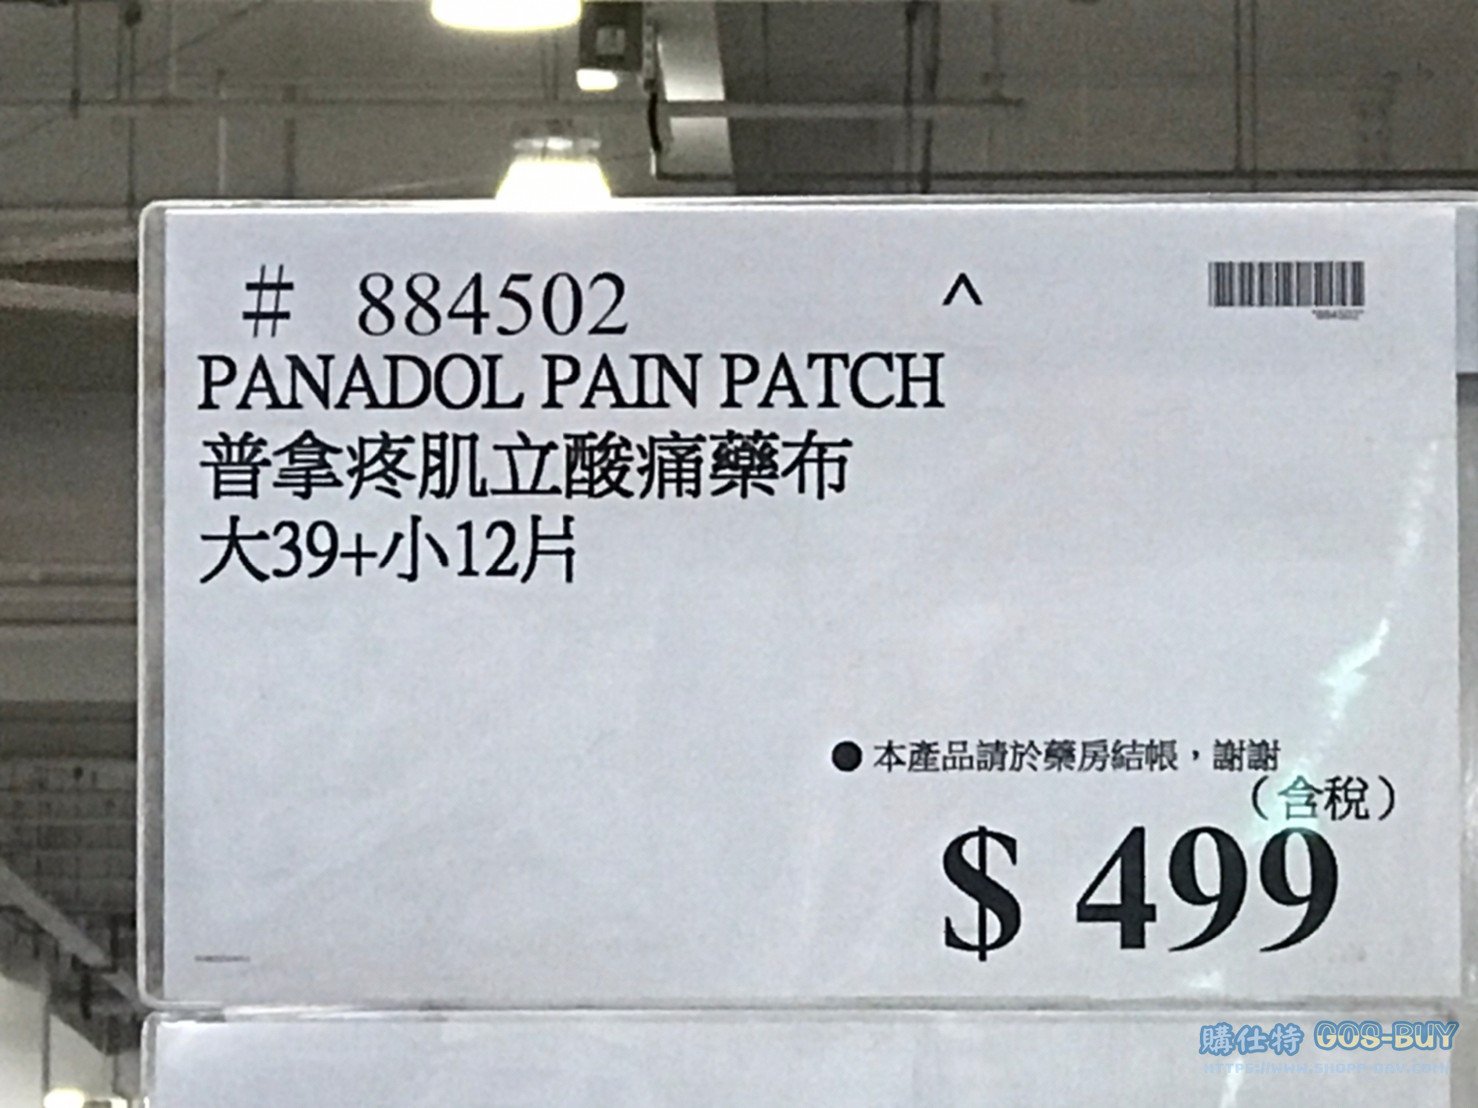 # 884502 ^
PANADOL PAIN PATCH
普拿疼肌立酸痛藥布
大39+小12片
●本產品請於藥房結帳，謝謝
（含稅）
$ 499
購仕特 GOS-BUY